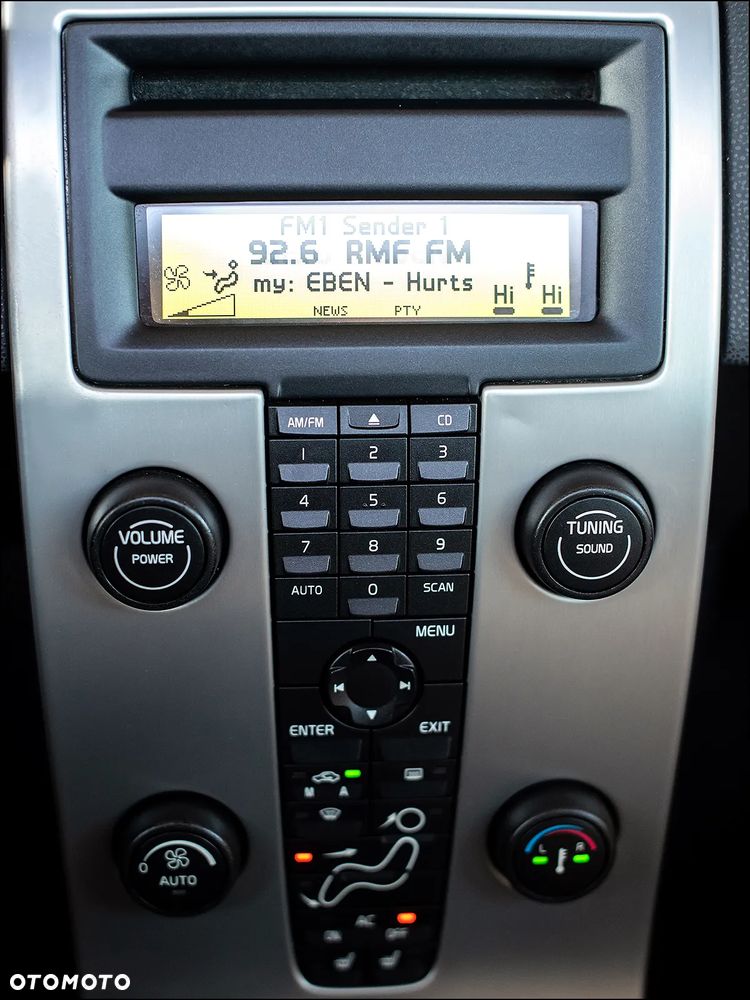 FM1 Sender 1
92.6 RMF FM
my: EBEN - Hurts
Hi Hi
NEWS PTY
AM/FM CD
1 2 3
4 5 6
7 8 9
AUTO 0 SCAN
VOLUME
POWER
TUNING
SOUND
MENU
ENTER EXIT
M A
0
AUTO
L R
AC
ON OFF
OTOMOTO